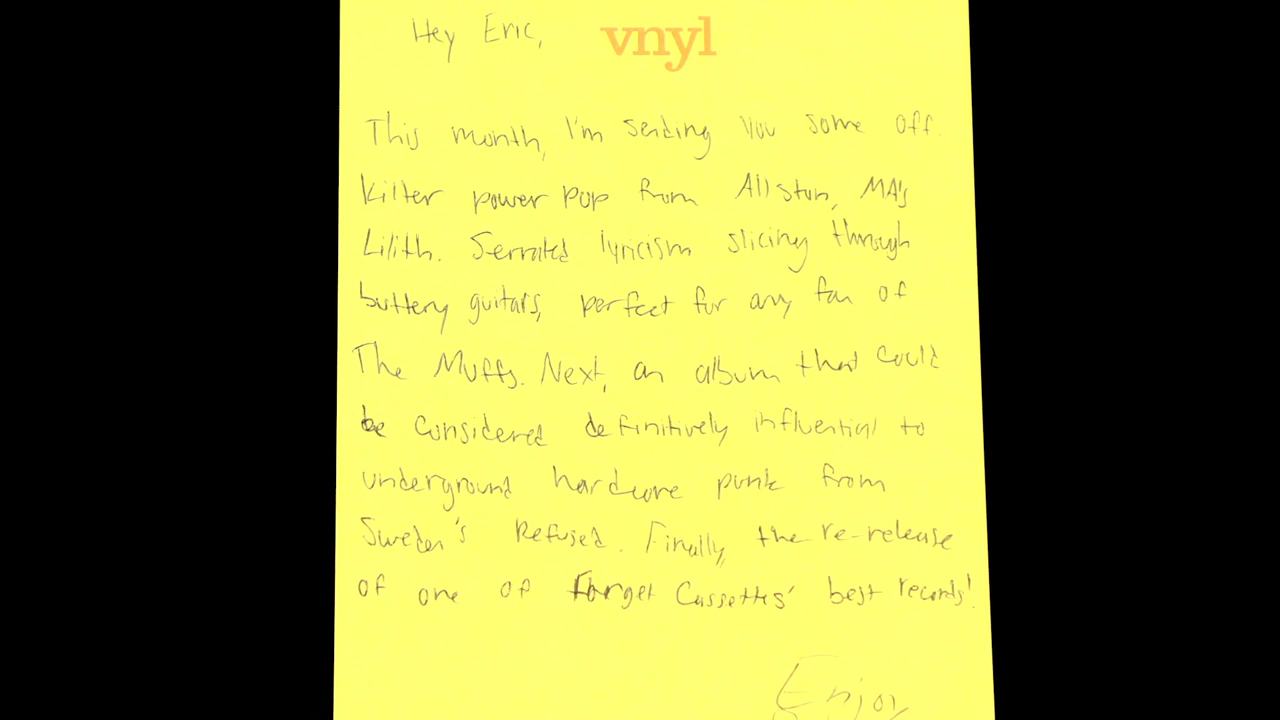 Hey Eric,
vnyl
This month, I'm sending you some off
kilter power pop from Allston, MA's
Lilith. Serrated lyricism slicing through
buttery guitars, perfect for any fan of
The Muffs. Next, an album that could
be considered definitively influential to
underground hardcore punk from
Sweden's Refused. Finally, the re-release
of one of Forget Cassettes' best records!
Enjoy